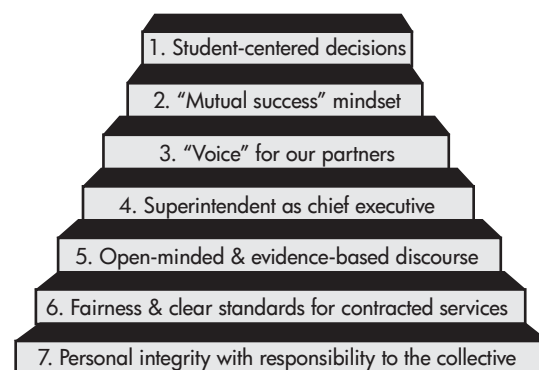 1. Student-centered decisions
2. “Mutual success” mindset
3. “Voice” for our partners
4. Superintendent as chief executive
5. Open-minded & evidence-based discourse
6. Fairness & clear standards for contracted services
7. Personal integrity with responsibility to the collective